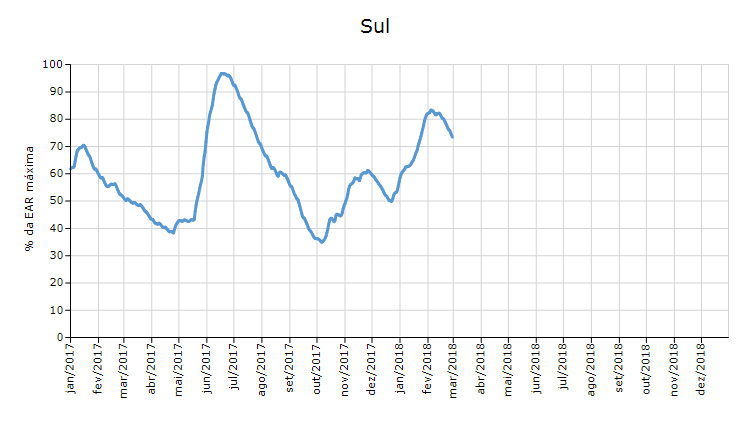 Sul
% da EAR máxima
100
90
80
70
60
50
40
30
20
10
0
jan/2017
fev/2017
mar/2017
abr/2017
mai/2017
jun/2017
jul/2017
ago/2017
set/2017
out/2017
nov/2017
dez/2017
jan/2018
fev/2018
mar/2018
abr/2018
mai/2018
jun/2018
jul/2018
ago/2018
set/2018
out/2018
nov/2018
dez/2018